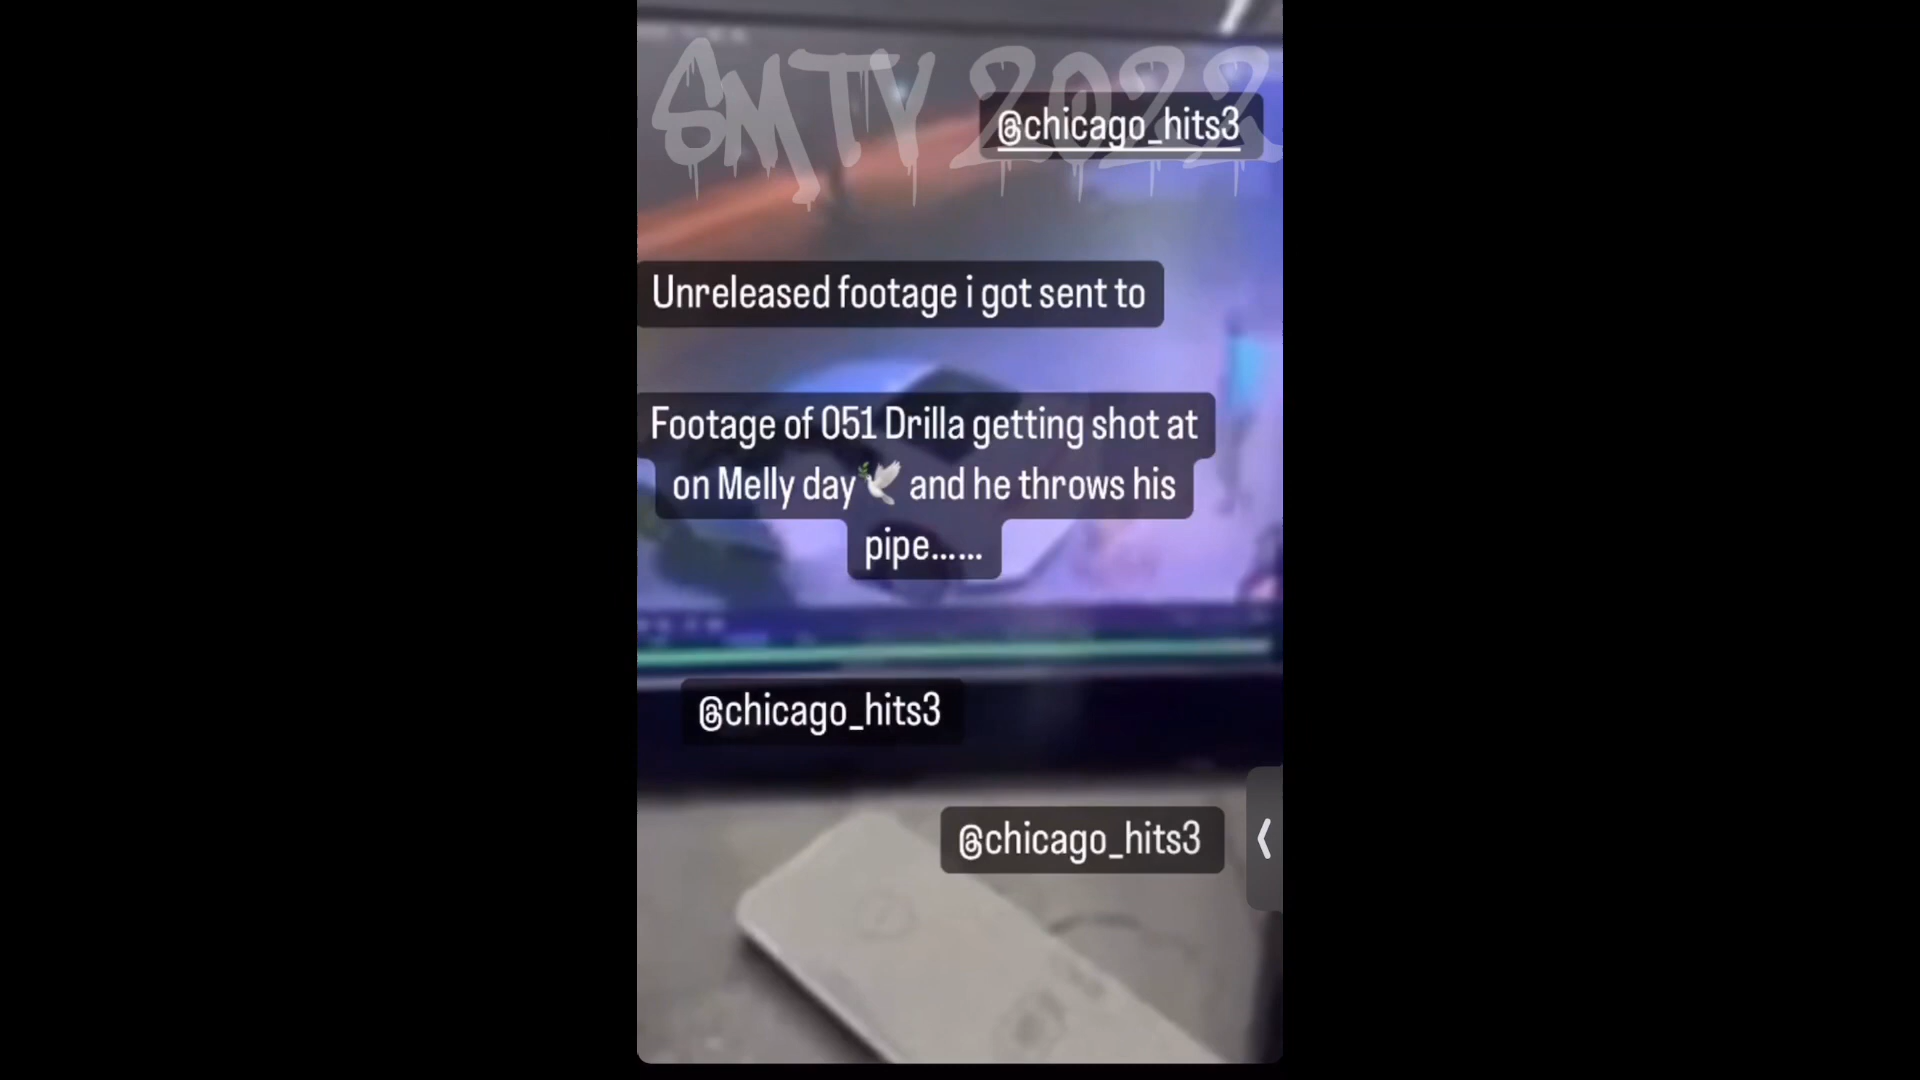 SMTV 2022
@chicago_hits3
Unreleased footage i got sent to
Footage of 051 Drilla getting shot at
on Melly day🕊️ and he throws his
pipe......
@chicago_hits3
@chicago_hits3